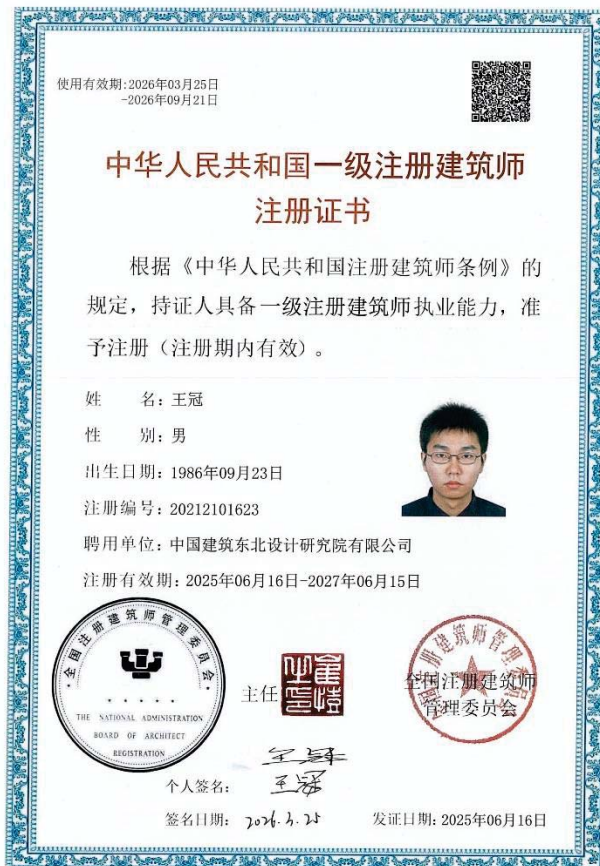 使用有效期:2026年03月25日
-2026年09月21日
中华人民共和国一级注册建筑师
注册证书
根据《中华人民共和国注册建筑师条例》的
规定，持证人具备一级注册建筑师执业能力，准
予注册（注册期内有效）。
姓 名：王冠
性 别：男
出生日期：1986年09月23日
注册编号：20212101623
聘用单位：中国建筑东北设计研究院有限公司
注册有效期：2025年06月16日-2027年06月15日
全国注册建筑师管理委员会
THE NATIONAL ADMINISTRATION
BOARD OF ARCHITECT
REGISTRATION
主任
全国注册建筑师
管理委员会
王冠
个人签名：王冠
签名日期：2026.3.25
发证日期：2025年06月16日